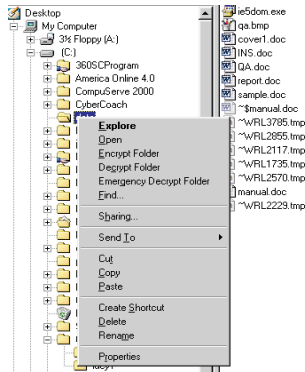 Desktop
My Computer
3½ Floppy (A:)
(C:)
360SCProgram
America Online 4.0
CompuServe 2000
CyberCoach
Explore
Open
Encrypt Folder
Decrypt Folder
Emergency Decrypt Folder
Find...
Sharing...
Send To
Cut
Copy
Paste
Create Shortcut
Delete
Rename
Properties
ie5dom.exe
qa.bmp
cover1.doc
INS.doc
QA.doc
report.doc
sample.doc
~$manual.doc
~WRL3785.tmp
~WRL2855.tmp
~WRL2117.tmp
~WRL1735.tmp
~WRL2570.tmp
manual.doc
~WRL2229.tmp